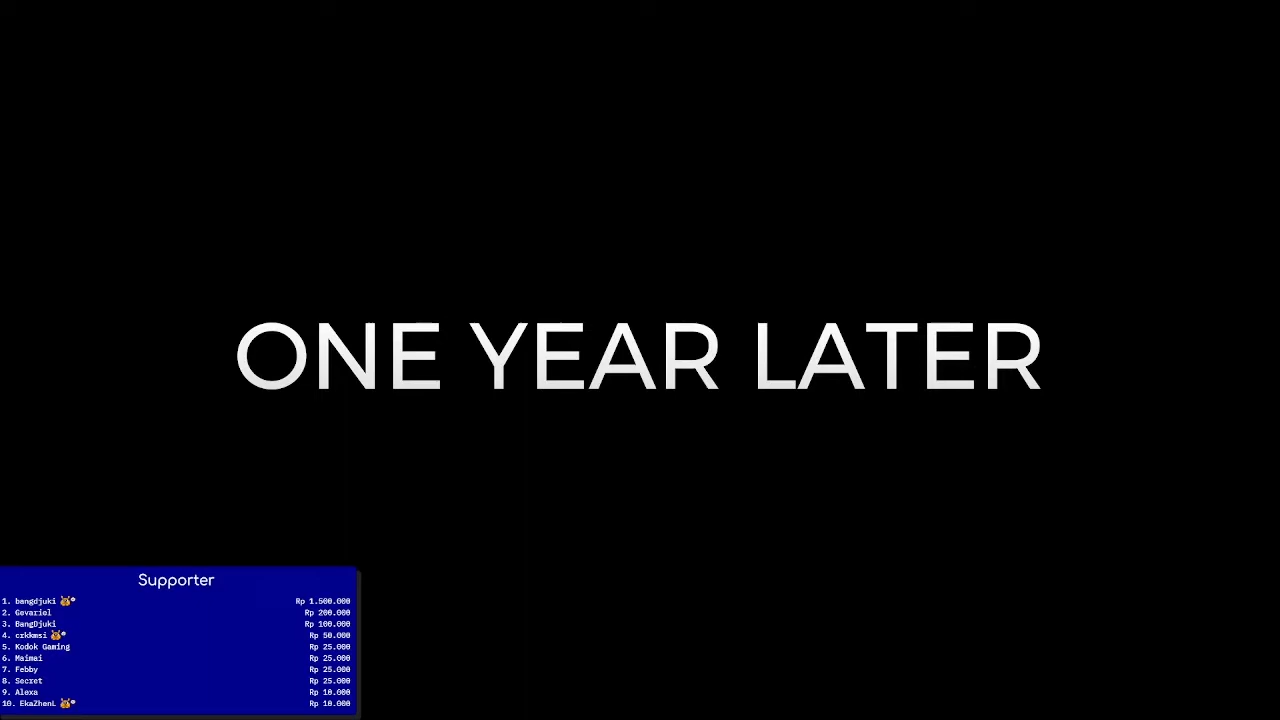 ONE YEAR LATER
Supporter
1. bangdjuki Rp 1.500.000
2. Gevariel Rp 200.000
3. BangDjuki Rp 100.000
4. crkkmsi Rp 50.000
5. Kodok Gaming Rp 25.000
6. Maimai Rp 25.000
7. Febby Rp 25.000
8. Secret Rp 25.000
9. Alexa Rp 10.000
10. EkaZhenL Rp 10.000